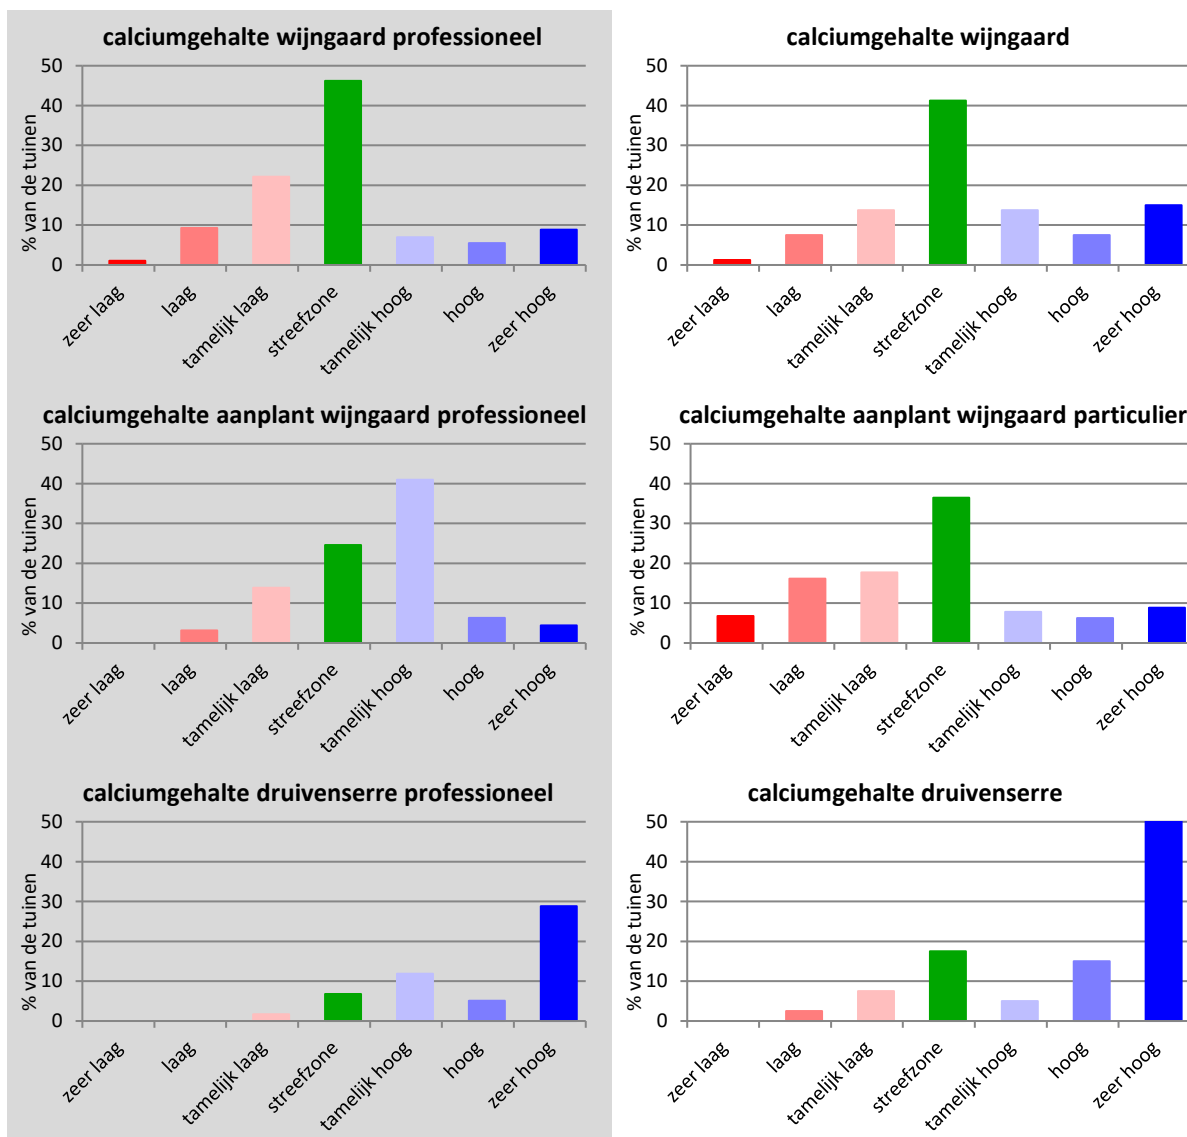 calciumgehalte wijngaard professioneel
50
40
30
20
10
0
% van de tuinen
zeer laag
laag
tamelijk laag
streefzone
tamelijk hoog
hoog
zeer hoog
calciumgehalte wijngaard
50
40
30
20
10
0
% van de tuinen
zeer laag
laag
tamelijk laag
streefzone
tamelijk hoog
hoog
zeer hoog
calciumgehalte aanplant wijngaard professioneel
50
40
30
20
10
0
% van de tuinen
zeer laag
laag
tamelijk laag
streefzone
tamelijk hoog
hoog
zeer hoog
calciumgehalte aanplant wijngaard particulier
50
40
30
20
10
0
% van de tuinen
zeer laag
laag
tamelijk laag
streefzone
tamelijk hoog
hoog
zeer hoog
calciumgehalte druivenserre professioneel
50
40
30
20
10
0
% van de tuinen
zeer laag
laag
tamelijk laag
streefzone
tamelijk hoog
hoog
zeer hoog
calciumgehalte druivenserre
50
40
30
20
10
0
% van de tuinen
zeer laag
laag
tamelijk laag
streefzone
tamelijk hoog
hoog
zeer hoog